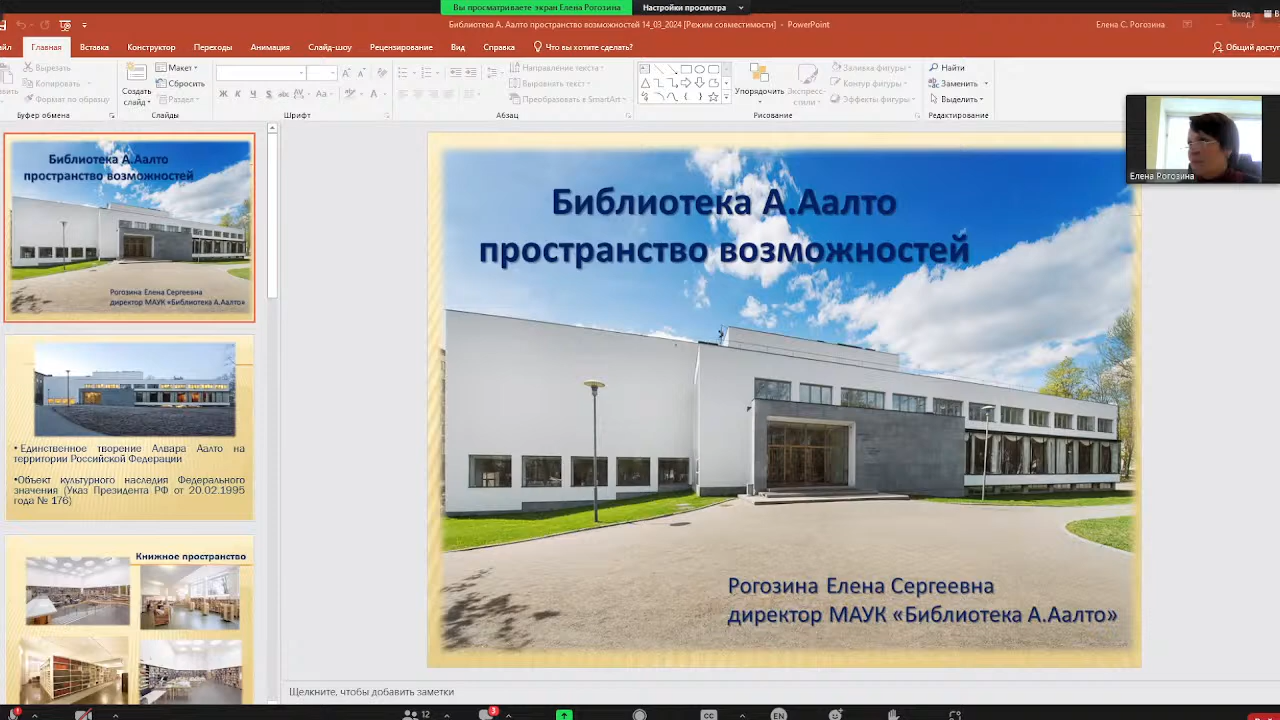 Вы просматриваете экран Елена Рогозина
Настройки просмотра
Библиотека А. Аалто пространство возможностей 14_03_2024 [Режим совместимости] - PowerPoint
Елена С. Рогозина
Вход
Главная
Вставка
Конструктор
Переходы
Анимация
Слайд-шоу
Рецензирование
Вид
Справка
Что вы хотите сделать?
Вырезать
Копировать
Формат по образцу
Буфер обмена
Создать
слайд
Макет
Сбросить
Раздел
Слайды
Ж К Ч S abc AV Aa
Шрифт
Направление текста
Выровнять текст
Преобразовать в SmartArt
Абзац
Упорядочить
Экспресс-
стили
Заливка фигуры
Контур фигуры
Эффекты фигуры
Рисование
Найти
Заменить
Выделить
Редактирование
Елена Рогозина
Библиотека А.Аалто
пространство возможностей
Рогозина Елена Сергеевна
директор МАУК «Библиотека А.Аалто»
• Единственное творение Алвара Аалто на
территории Российской Федерации
•Объект культурного наследия Федерального
значения (Указ Президента РФ от 20.02.1995
года № 176)
Книжное пространство
Библиотека А.Аалто
пространство возможностей
Рогозина Елена Сергеевна
директор МАУК «Библиотека А.Аалто»
Щелкните, чтобы добавить заметки
12
3
CC
EN